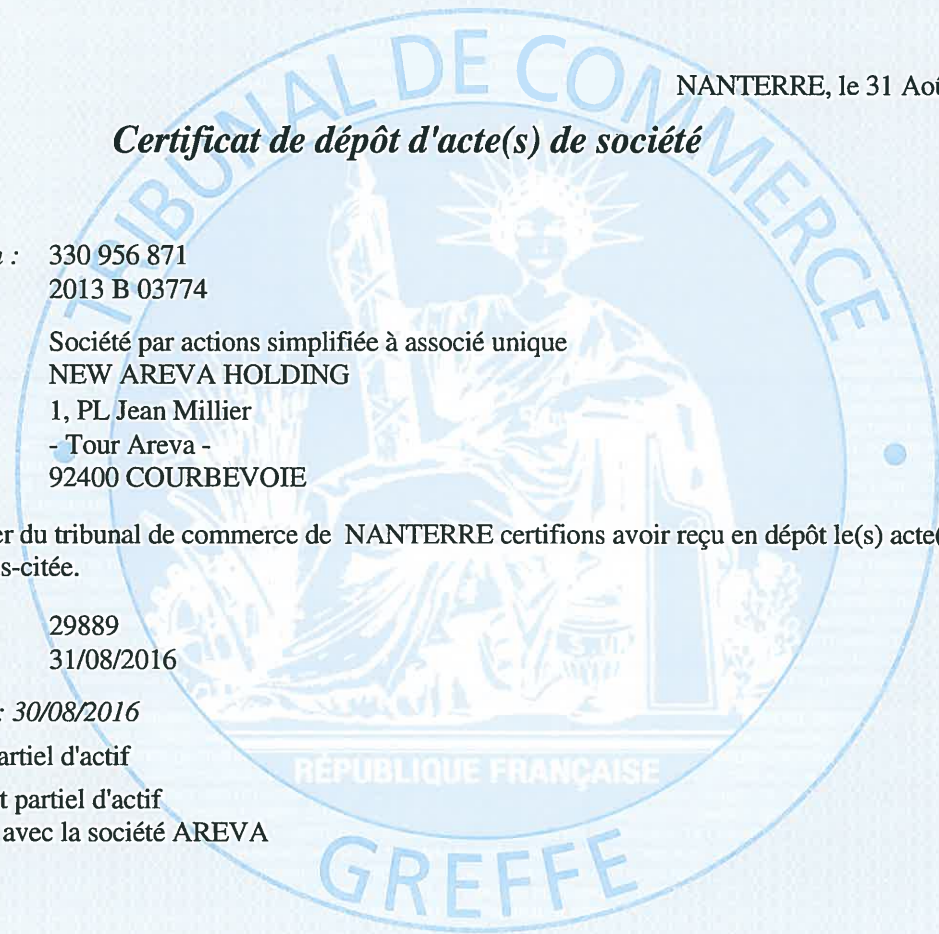 TRIBUNAL DE COMMERCE
NANTERRE, le 31 Aoû
Certificat de dépôt d'acte(s) de société
: 330 956 871
2013 B 03774
Société par actions simplifiée à associé unique
NEW AREVA HOLDING
1, PL Jean Millier
- Tour Areva -
92400 COURBEVOIE
er du tribunal de commerce de NANTERRE certifions avoir reçu en dépôt le(s) acte(
s-citée.
29889
31/08/2016
: 30/08/2016
artiel d'actif
t partiel d'actif
avec la société AREVA
RÉPUBLIQUE FRANÇAISE
GREFFE